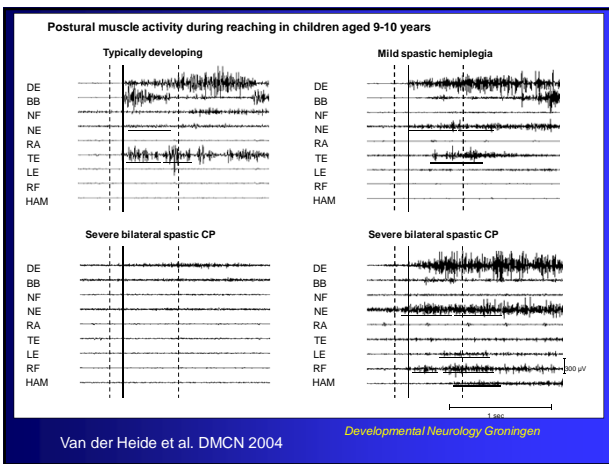 Postural muscle activity during reaching in children aged 9-10 years
Typically developing
DE
BB
NF
NE
RA
TE
LE
RF
HAM
Mild spastic hemiplegia
DE
BB
NF
NE
RA
TE
LE
RF
HAM
Severe bilateral spastic CP
DE
BB
NF
NE
RA
TE
LE
RF
HAM
Severe bilateral spastic CP
DE
BB
NF
NE
RA
TE
LE
RF
HAM
300 µV
1 sec
Van der Heide et al. DMCN 2004
Developmental Neurology Groningen